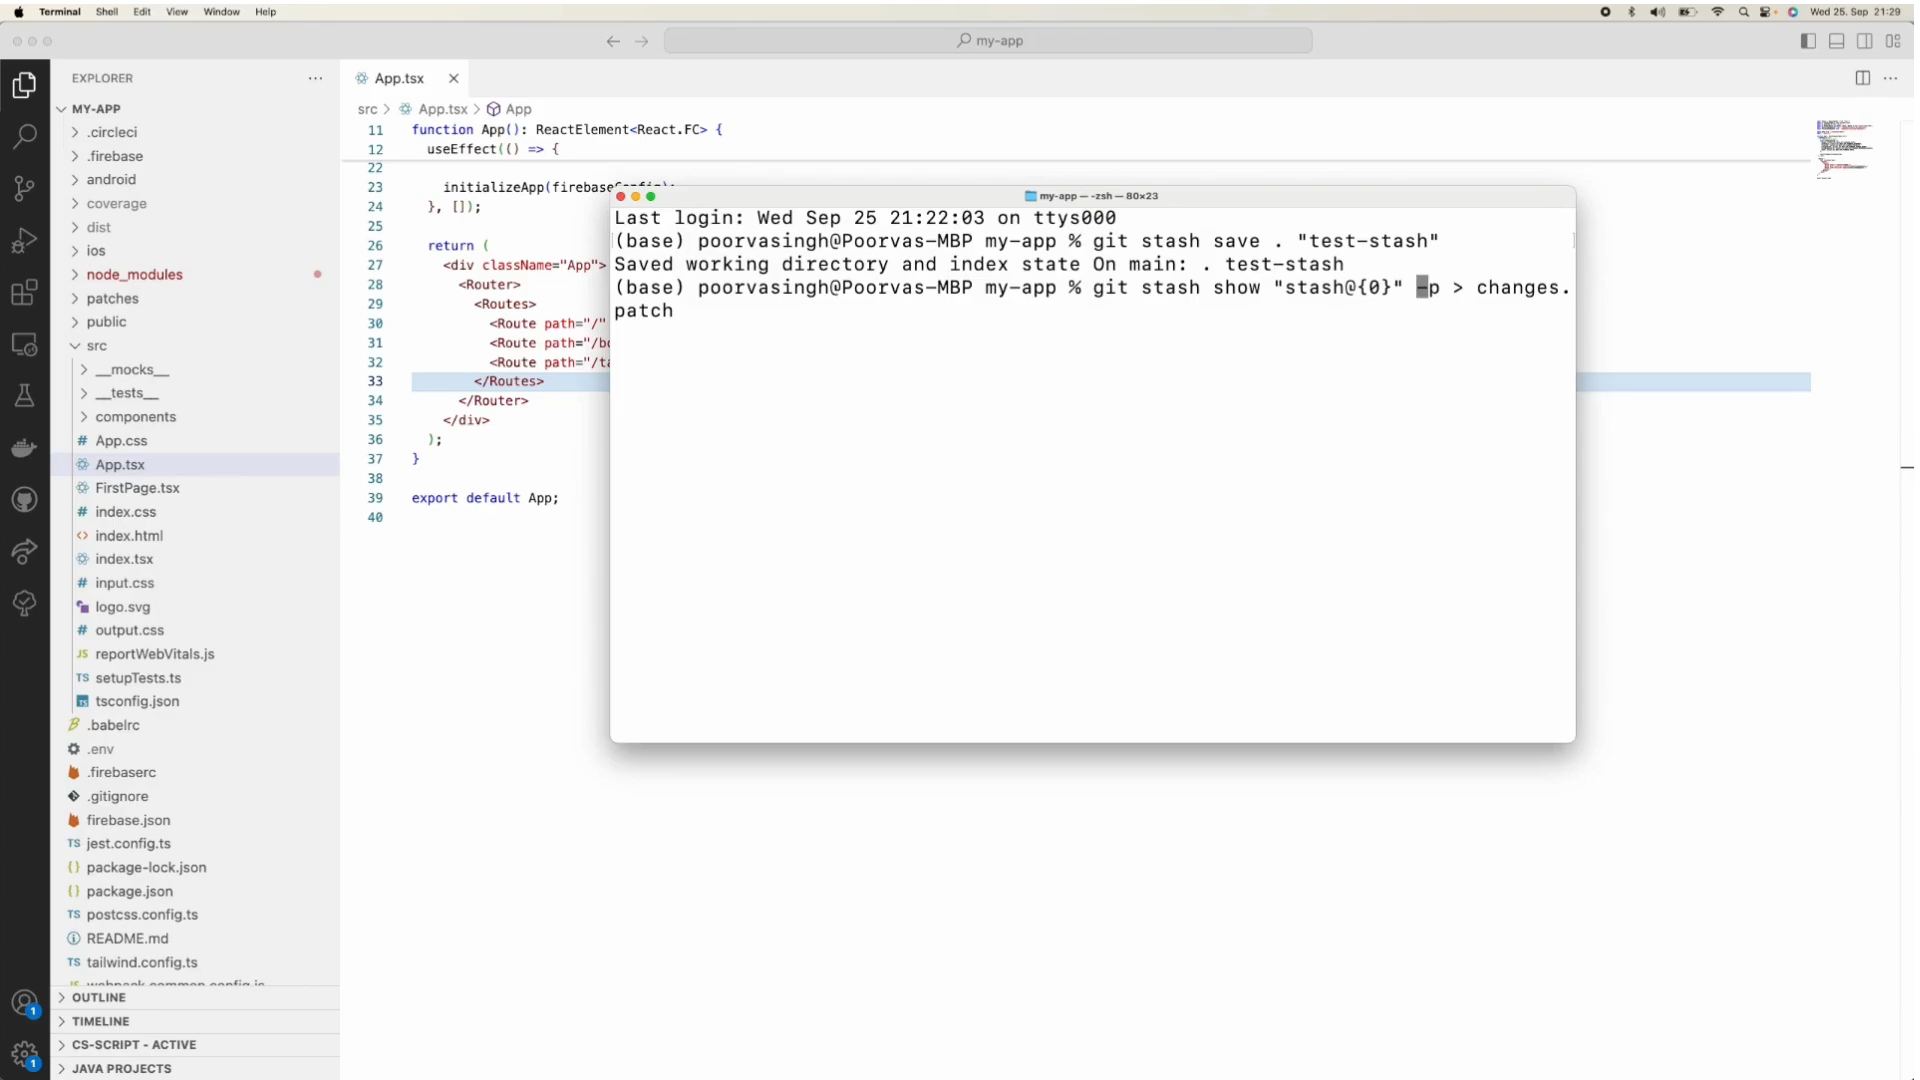 Terminal Shell Edit View Window Help Wed 25. Sep 21:29
my-app
EXPLORER
App.tsx
MY-APP
src > App.tsx > App
.circleci
.firebase
android
coverage
dist
ios
node_modules
patches
public
src
__mocks__
__tests__
components
App.css
App.tsx
FirstPage.tsx
index.css
index.html
index.tsx
input.css
logo.svg
output.css
reportWebVitals.js
setupTests.ts
tsconfig.json
.babelrc
.env
.firebaserc
.gitignore
firebase.json
jest.config.ts
package-lock.json
package.json
postcss.config.ts
README.md
tailwind.config.ts
OUTLINE
TIMELINE
CS-SCRIPT - ACTIVE
JAVA PROJECTS
11 function App(): ReactElement<React.FC> {
12 useEffect(() => {
22
23 initializeApp(firebaseConfig);
24 }, []);
25
26 return (
27 <div className="App">
28 <Router>
29 <Routes>
30 <Route path="/"
31 <Route path="/bo
32 <Route path="/ta
33 </Routes>
34 </Router>
35 </div>
36 );
37 }
38
39 export default App;
40
my-app — -zsh — 80×23
Last login: Wed Sep 25 21:22:03 on ttys000
(base) poorvasingh@Poorvas-MBP my-app % git stash save . "test-stash"
Saved working directory and index state On main: . test-stash
(base) poorvasingh@Poorvas-MBP my-app % git stash show "stash@{0}" -p > changes.
patch
1
1